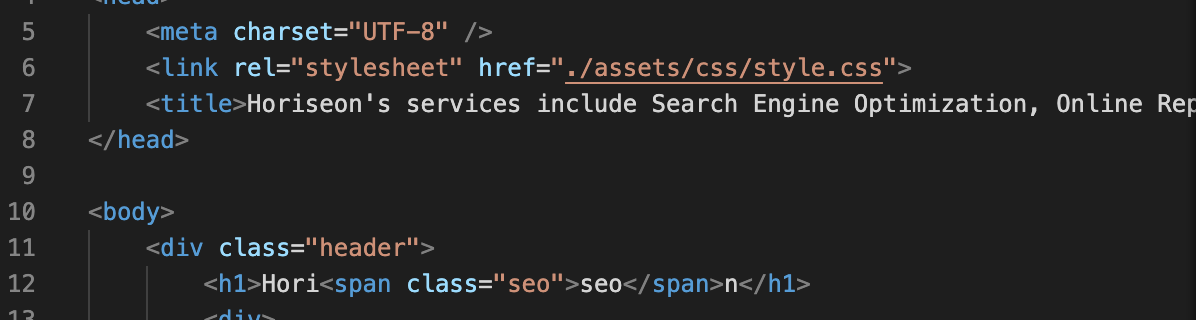 <head>
5 <meta charset="UTF-8" />
6 <link rel="stylesheet" href="./assets/css/style.css">
7 <title>Horiseon's services include Search Engine Optimization, Online Rep
8 </head>
9
10 <body>
11 <div class="header">
12 <h1>Hori<span class="seo">seo</span>n</h1>
13 <div>